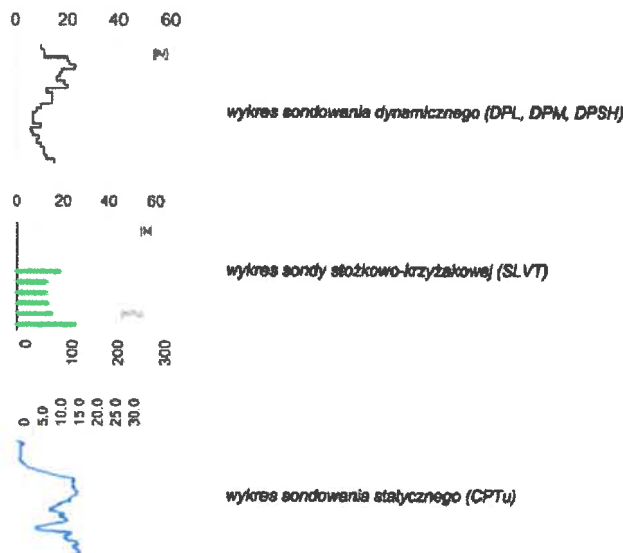 0 20 40 60
[N]
wykres sondowania dynamicznego (DPL, DPM, DPSH)
0 20 40 60
[N
wykres sondy stożkowo-krzyżakowej (SLVT)
0 100 200 300
0 5.0 10.0 15 0 20.0 25 0 30.0
wykres sondowania statycznego (CPTu)